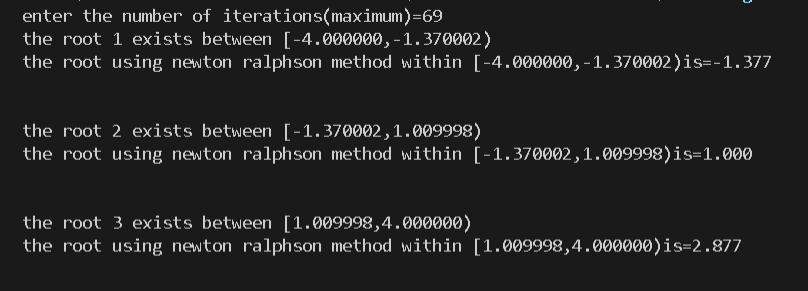 enter the number of iterations(maximum)=69
the root 1 exists between [-4.000000,-1.370002)
the root using newton ralphson method within [-4.000000,-1.370002)is=-1.377
the root 2 exists between [-1.370002,1.009998)
the root using newton ralphson method within [-1.370002,1.009998)is=1.000
the root 3 exists between [1.009998,4.000000)
the root using newton ralphson method within [1.009998,4.000000)is=2.877